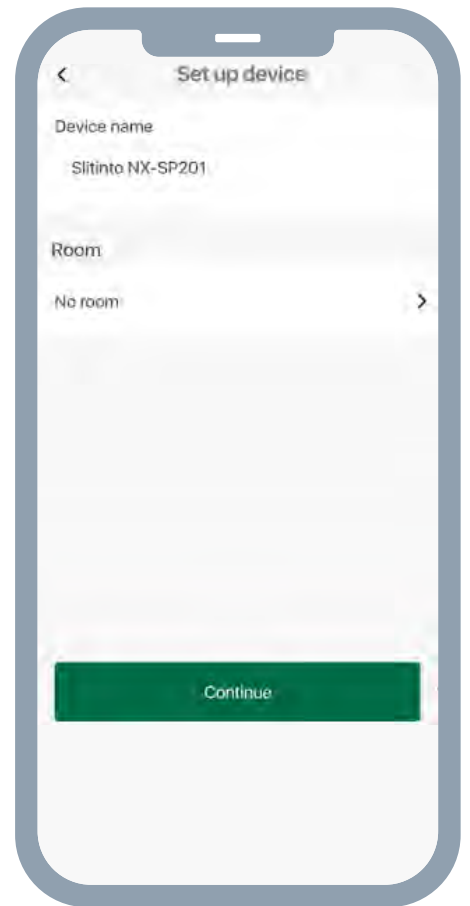 Set up device
Device name
Slitinto NX-SP201
Room
No room
Continue